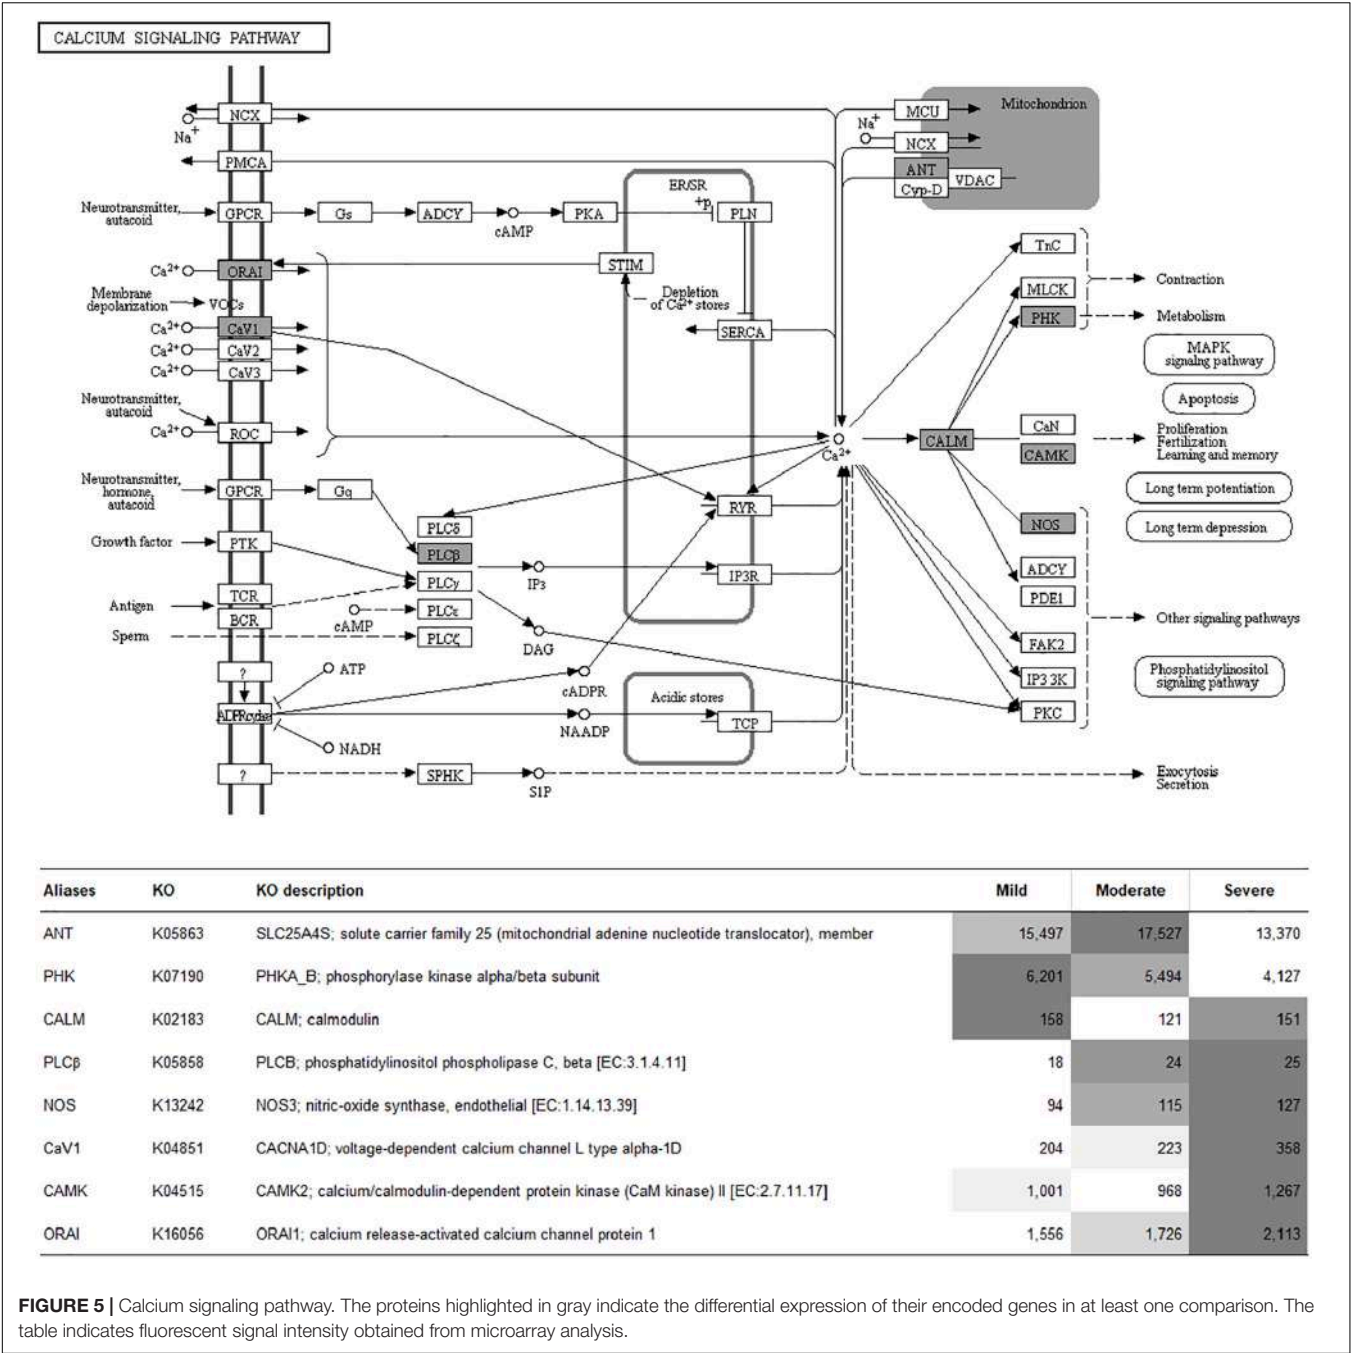 CALCIUM SIGNALING PATHWAY
NCX
Na+
PMCA
Neurotransmitter,
autacoid
GPCR
Gs
ADCY
cAMP
PKA
ER/SR
+p
PLN
MCU
Mitochondrion
Na+
NCX
ANT
Cyp-D
VDAC
Ca2+
ORAI
STIM
Depletion
of Ca2+ stores
Membrane
depolarization
VOCs
Ca2+
CaV1
Ca2+
CaV2
Ca2+
CaV3
SERCA
TnC
MLCK
PHK
Contraction
Metabolism
MAPK
signaling pathway
Apoptosis
Neurotransmitter,
autacoid
Ca2+
ROC
Ca2+
CALM
CaN
CAMK
Proliferation
Fertilization
Learning and memory
Long term potentiation
Long term depression
Neurotransmitter,
hormone,
autacoid
GPCR
Gq
RYR
PLCδ
PLCβ
PLCγ
PLCε
PLCζ
NOS
Growth factor
PTK
IP3
IP3R
ADCY
PDE1
Antigen
TCR
BCR
cAMP
Sperm
DAG
FAK2
IP3 3K
PKC
Other signaling pathways
Phosphatidylinositol
signaling pathway
?
ATP
cADPR
Acidic stores
NAADP
TCP
NADH
?
SPHK
S1P
Exocytosis
Secretion
Aliases KO KO description Mild Moderate Severe
ANT K05863 SLC25A4S; solute carrier family 25 (mitochondrial adenine nucleotide translocator), member 15,497 17,527 13,370
PHK K07190 PHKA_B; phosphorylase kinase alpha/beta subunit 6,201 5,494 4,127
CALM K02183 CALM; calmodulin 158 121 151
PLCβ K05858 PLCB; phosphatidylinositol phospholipase C, beta [EC:3.1.4.11] 18 24 25
NOS K13242 NOS3; nitric-oxide synthase, endothelial [EC:1.14.13.39] 94 115 127
CaV1 K04851 CACNA1D; voltage-dependent calcium channel L type alpha-1D 204 223 358
CAMK K04515 CAMK2; calcium/calmodulin-dependent protein kinase (CaM kinase) II [EC:2.7.11.17] 1,001 968 1,267
ORAI K16056 ORAI1; calcium release-activated calcium channel protein 1 1,556 1,726 2,113
FIGURE 5 | Calcium signaling pathway. The proteins highlighted in gray indicate the differential expression of their encoded genes in at least one comparison. The
table indicates fluorescent signal intensity obtained from microarray analysis.